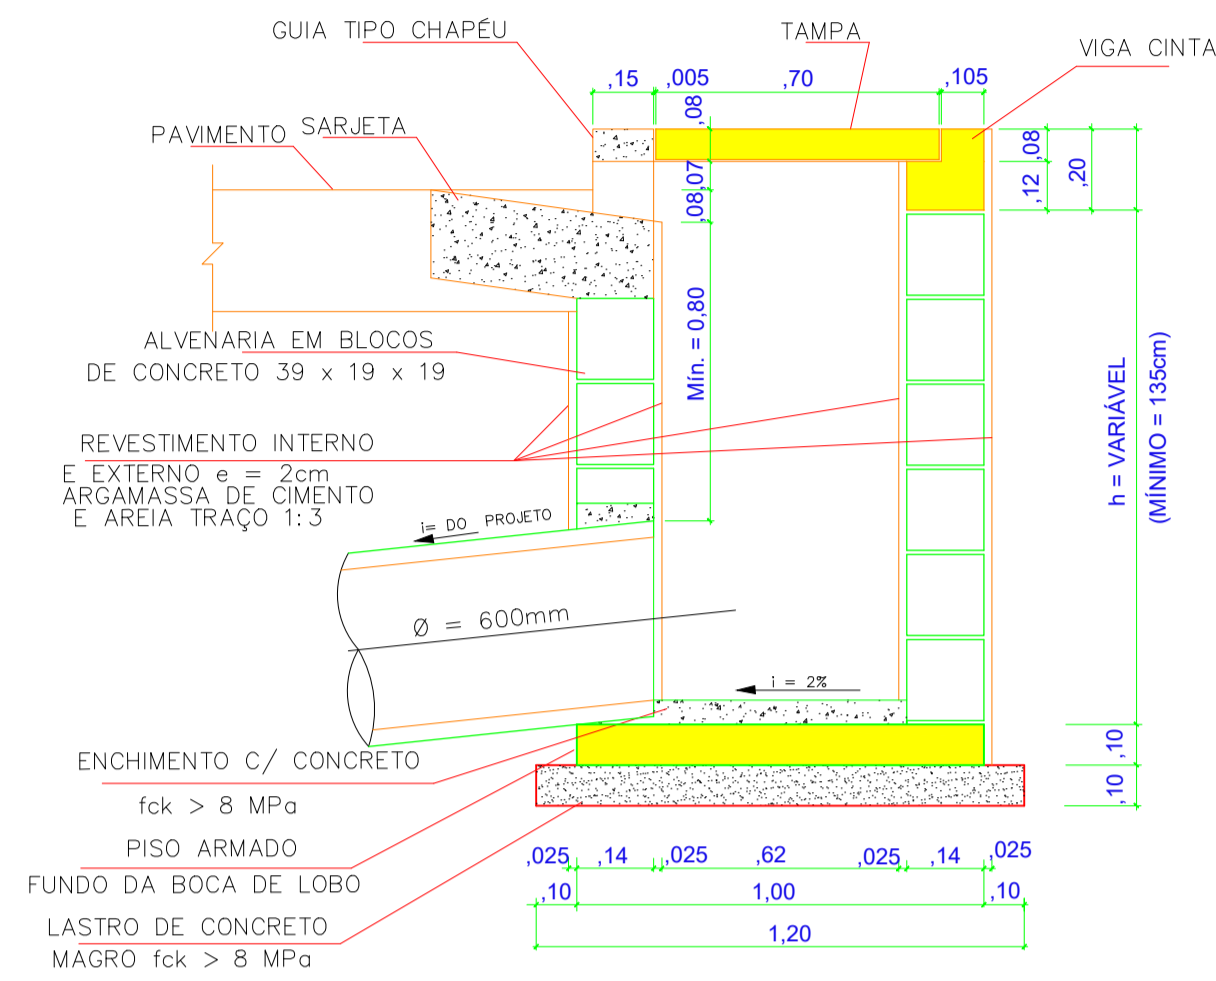 GUIA TIPO CHAPÉU
TAMPA
VIGA CINTA
,15
,005
,70
,105
PAVIMENTO
SARJETA
,08
,07
,08
,08
,12
,20
ALVENARIA EM BLOCOS
DE CONCRETO 39 x 19 x 19
Mín. = 0,80
h = VARIÁVEL
(MÍNIMO = 135cm)
REVESTIMENTO INTERNO
E EXTERNO e = 2cm
ARGAMASSA DE CIMENTO
E AREIA TRAÇO 1:3
i= DO PROJETO
Ø = 600mm
i = 2%
ENCHIMENTO C/ CONCRETO
fck > 8 MPa
,10
,10
PISO ARMADO
FUNDO DA BOCA DE LOBO
LASTRO DE CONCRETO
MAGRO fck > 8 MPa
,025
,14
,025
,62
,025
,14
,025
,10
1,00
,10
1,20